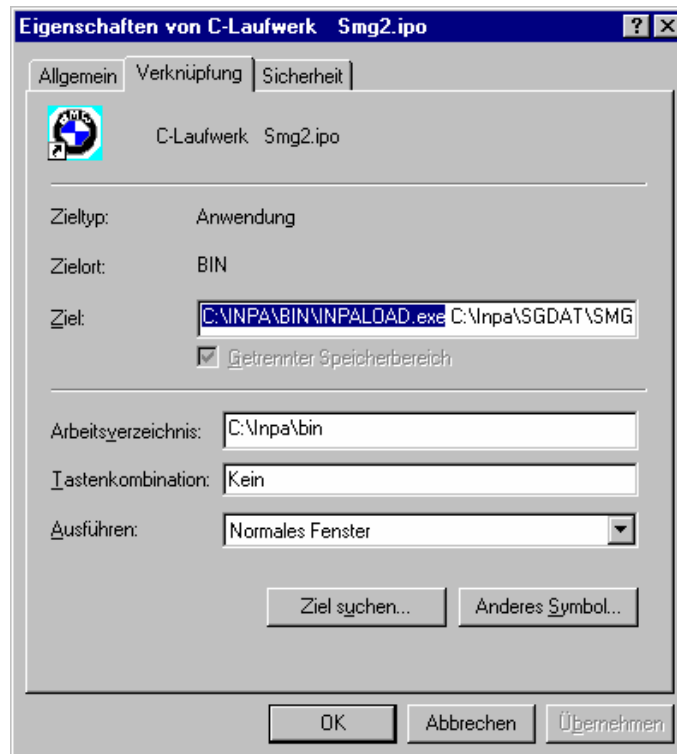 Eigenschaften von C-Laufwerk Smg2.ipo
Allgemein Verknüpfung Sicherheit
C-Laufwerk Smg2.ipo
Zieltyp: Anwendung
Zielort: BIN
Ziel: C:\INPA\BIN\INPALOAD.exe C:\Inpa\SGDAT\SMG
Getrennter Speicherbereich
Arbeitsverzeichnis: C:\Inpa\bin
Tastenkombination: Kein
Ausführen: Normales Fenster
Ziel suchen... Anderes Symbol...
OK Abbrechen Übernehmen